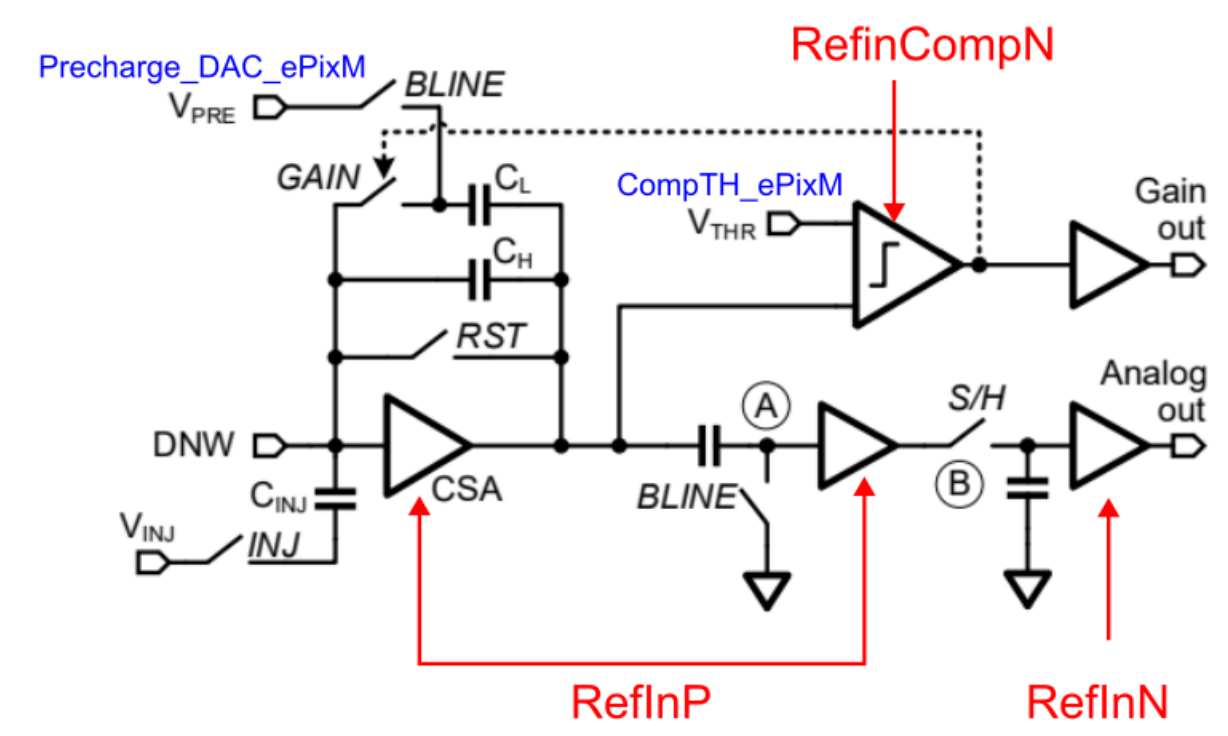 RefinCompN
Precharge_DAC_ePixM
BLINE
VPRE
GAIN
CL
CompTH_ePixM
VTHR
Gain
out
CH
RST
Analog
out
A
S/H
DNW
CSA
BLINE
B
CINJ
VINJ
INJ
RefInP
RefInN